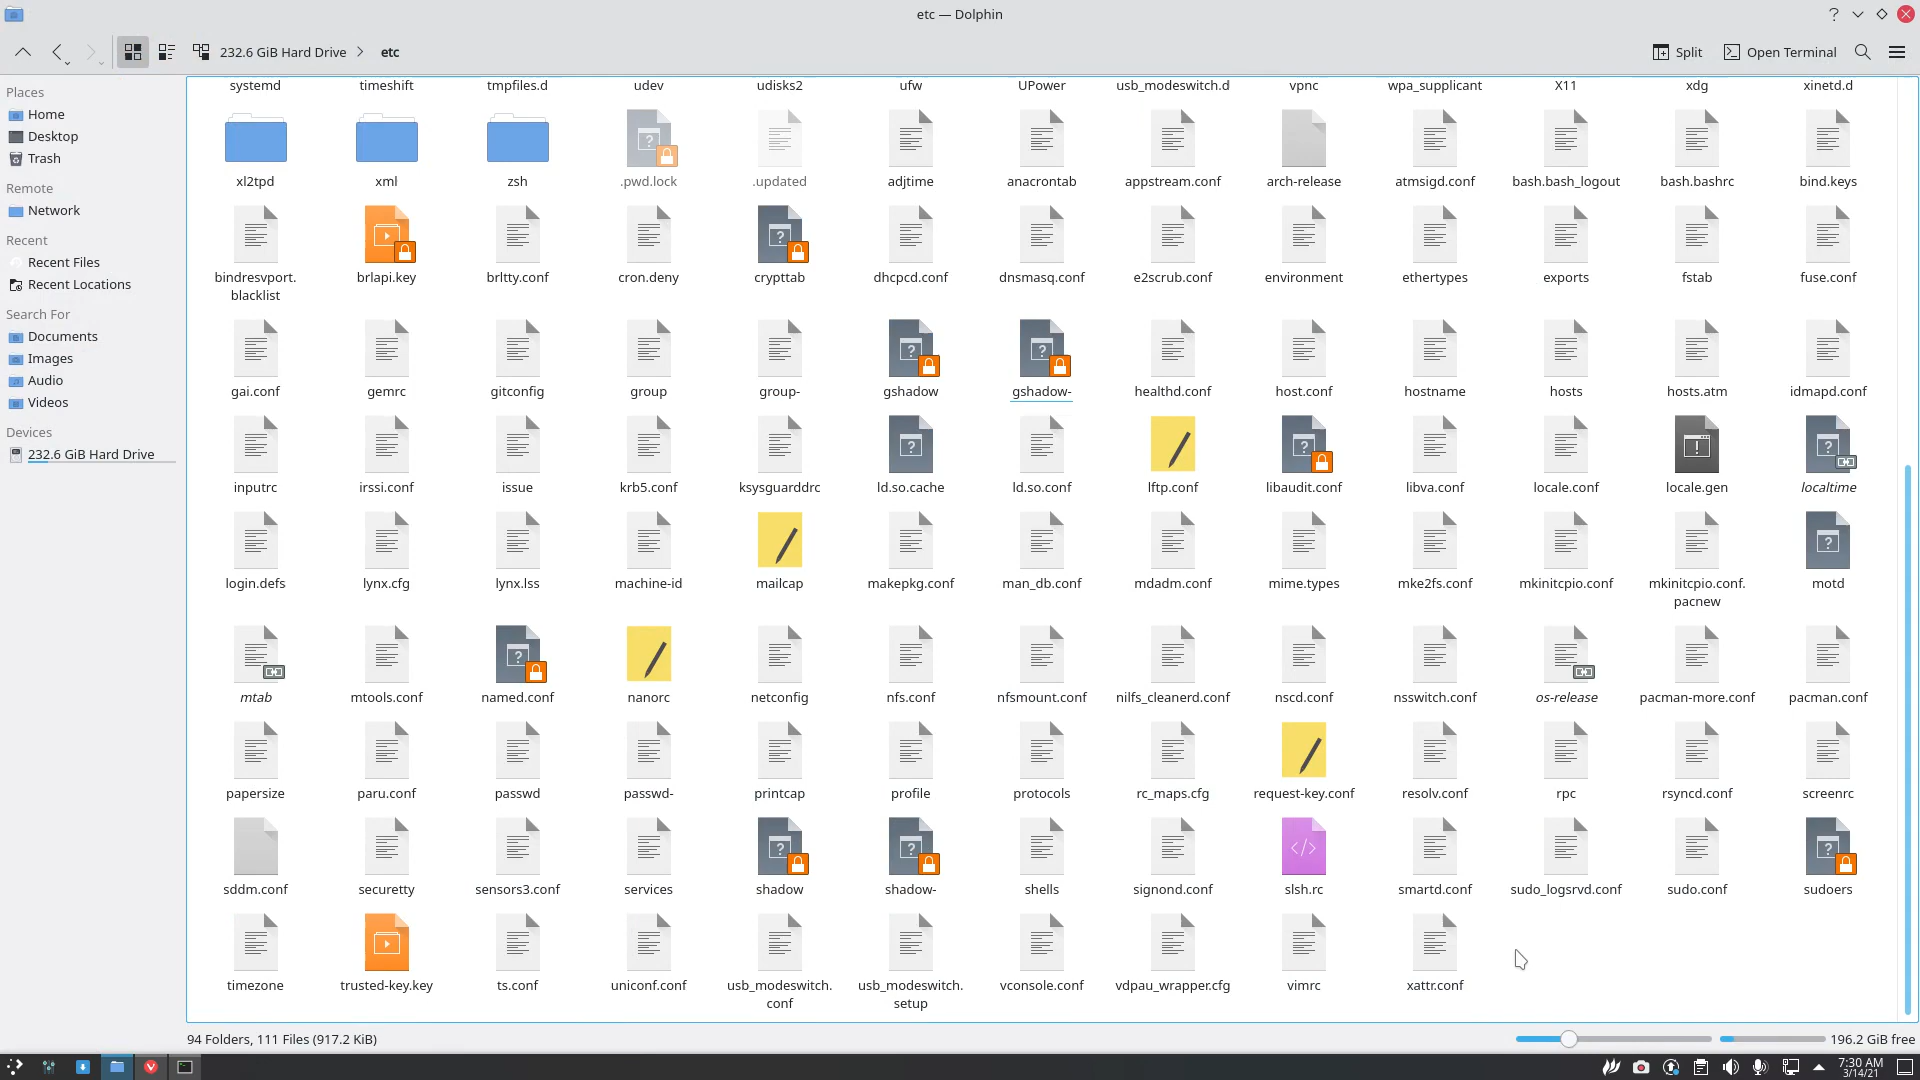 etc — Dolphin
232.6 GiB Hard Drive > etc
Split
Open Terminal
Places
Home
Desktop
Trash
Remote
Network
Recent
Recent Files
Recent Locations
Search For
Documents
Images
Audio
Videos
Devices
232.6 GiB Hard Drive
systemd timeshift tmpfiles.d udev udisks2 ufw UPower usb_modeswitch.d vpnc wpa_supplicant X11 xdg xinetd.d
xl2tpd xml zsh .pwd.lock .updated adjtime anacrontab appstream.conf arch-release atmsigd.conf bash.bash_logout bash.bashrc bind.keys
bindresvport. brlapi.key brltty.conf cron.deny crypttab dhcpcd.conf dnsmasq.conf e2scrub.conf environment ethertypes exports fstab fuse.conf
blacklist
gai.conf gemrc gitconfig group group- gshadow gshadow- healthd.conf host.conf hostname hosts hosts.atm idmapd.conf
inputrc irssi.conf issue krb5.conf ksysguarddrc ld.so.cache ld.so.conf lftp.conf libaudit.conf libva.conf locale.conf locale.gen localtime
login.defs lynx.cfg lynx.lss machine-id mailcap makepkg.conf man_db.conf mdadm.conf mime.types mke2fs.conf mkinitcpio.conf mkinitcpio.conf. motd
pacnew
mtab mtools.conf named.conf nanorc netconfig nfs.conf nfsmount.conf nilfs_cleanerd.conf nscd.conf nsswitch.conf os-release pacman-more.conf pacman.conf
papersize paru.conf passwd passwd- printcap profile protocols rc_maps.cfg request-key.conf resolv.conf rpc rsyncd.conf screenrc
sddm.conf securetty sensors3.conf services shadow shadow- shells signond.conf slsh.rc smartd.conf sudo_logsrvd.conf sudo.conf sudoers
timezone trusted-key.key ts.conf uniconf.conf usb_modeswitch. usb_modeswitch. vconsole.conf vdpau_wrapper.cfg vimrc xattr.conf
conf setup
94 Folders, 111 Files (917.2 KiB)
196.2 GiB free
7:30 AM
3/14/21